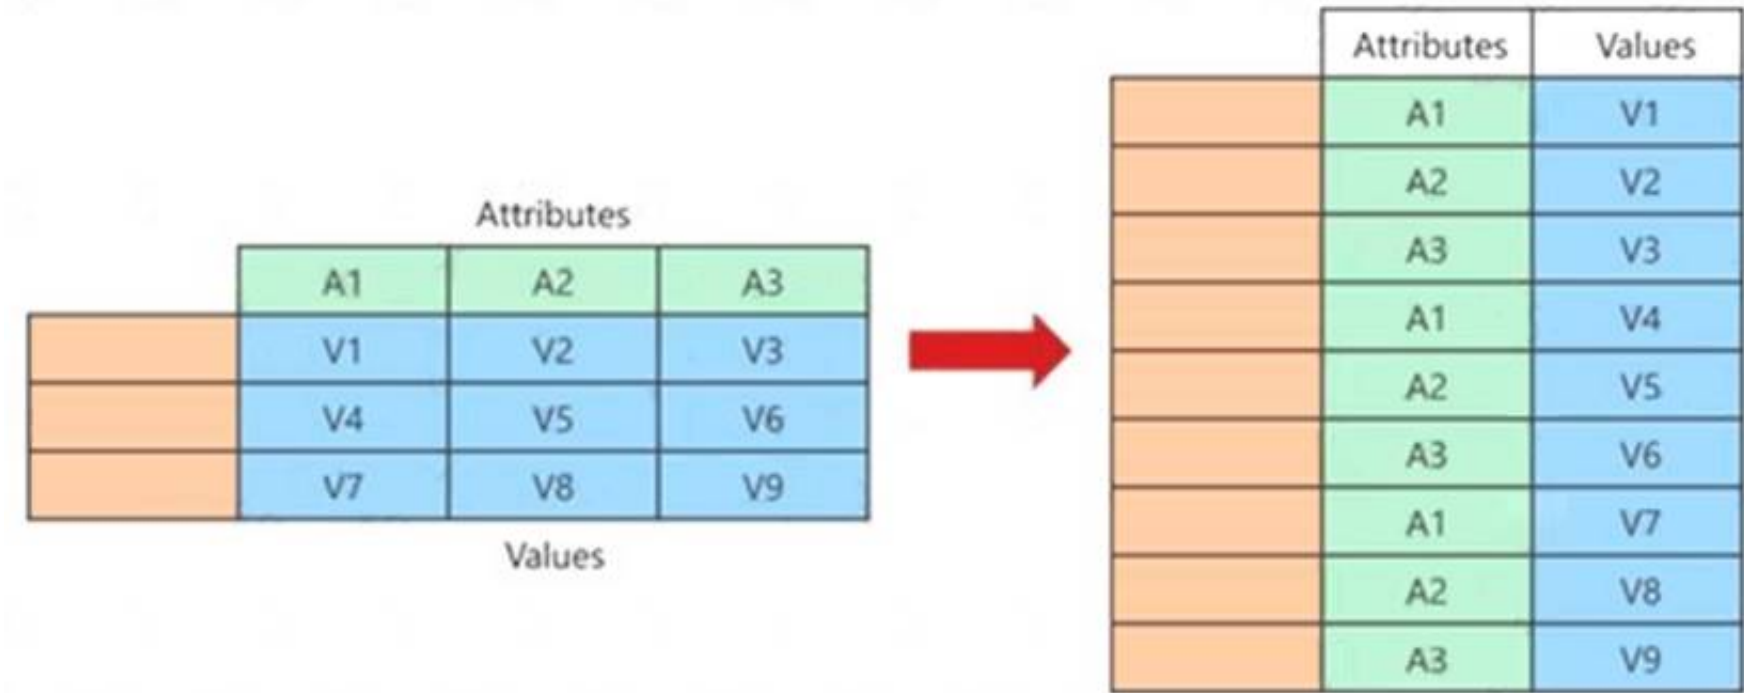 Attributes
A1 A2 A3
V1 V2 V3
V4 V5 V6
V7 V8 V9
Values
Attributes Values
A1 V1
A2 V2
A3 V3
A1 V4
A2 V5
A3 V6
A1 V7
A2 V8
A3 V9